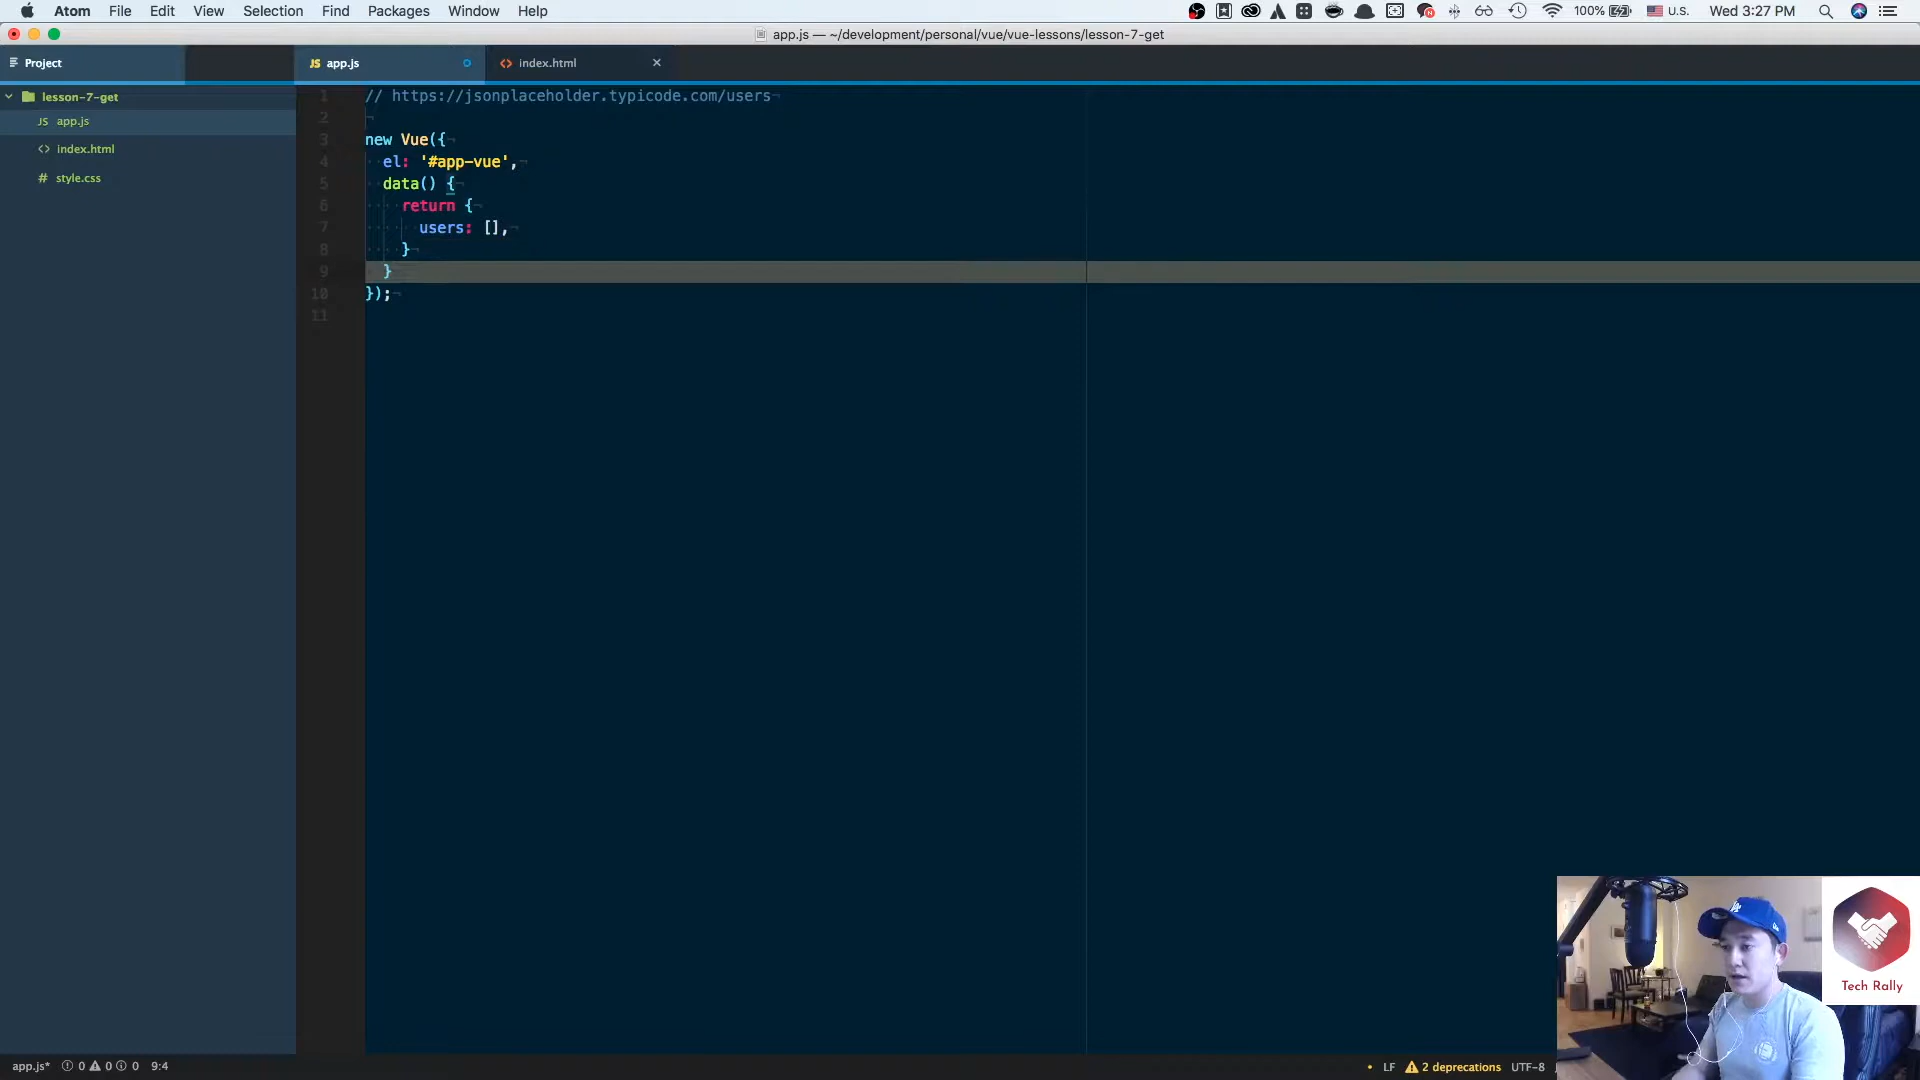 Atom File Edit View Selection Find Packages Window Help 100% U.S. Wed 3:27 PM
app.js — ~/development/personal/vue/vue-lessons/lesson-7-get
Project
JS app.js
<> index.html ×
lesson-7-get
JS app.js
<> index.html
# style.css
1 // https://jsonplaceholder.typicode.com/users
2
3 new Vue({
4 el: '#app-vue',
5 data() {
6 return {
7 users: [],
8 }
9 }
10 });
11
Tech Rally
app.js* 0 0 0 9:4
LF 2 deprecations UTF-8